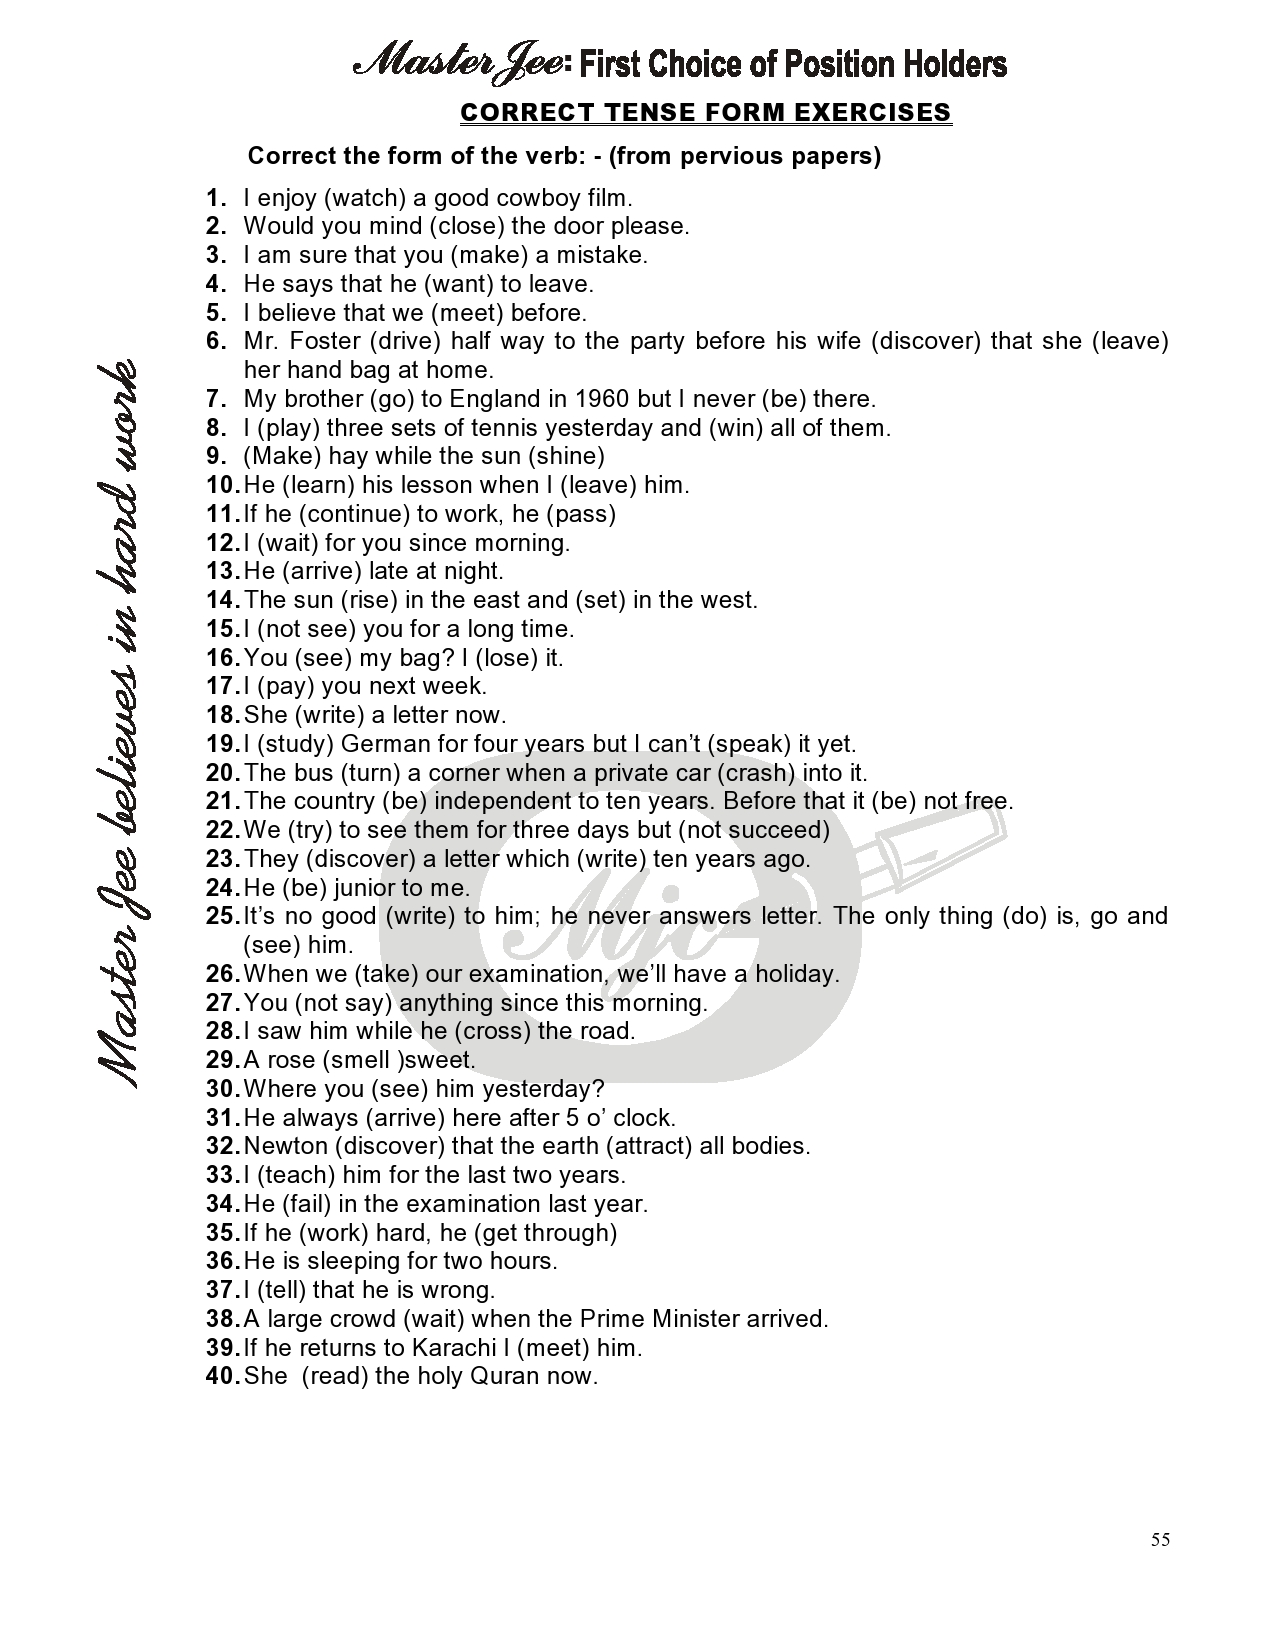 Master Jee: First Choice of Position Holders
CORRECT TENSE FORM EXERCISES
Correct the form of the verb: - (from pervious papers)
1. I enjoy (watch) a good cowboy film.
2. Would you mind (close) the door please.
3. I am sure that you (make) a mistake.
4. He says that he (want) to leave.
5. I believe that we (meet) before.
6. Mr. Foster (drive) half way to the party before his wife (discover) that she (leave)
her hand bag at home.
7. My brother (go) to England in 1960 but I never (be) there.
8. I (play) three sets of tennis yesterday and (win) all of them.
9. (Make) hay while the sun (shine)
10. He (learn) his lesson when I (leave) him.
11. If he (continue) to work, he (pass)
12. I (wait) for you since morning.
13. He (arrive) late at night.
14. The sun (rise) in the east and (set) in the west.
15. I (not see) you for a long time.
16. You (see) my bag? I (lose) it.
17. I (pay) you next week.
18. She (write) a letter now.
19. I (study) German for four years but I can't (speak) it yet.
20. The bus (turn) a corner when a private car (crash) into it.
21. The country (be) independent to ten years. Before that it (be) not free.
22. We (try) to see them for three days but (not succeed)
23. They (discover) a letter which (write) ten years ago.
24. He (be) junior to me.
25. It's no good (write) to him; he never answers letter. The only thing (do) is, go and
(see) him.
26. When we (take) our examination, we'll have a holiday.
27. You (not say) anything since this morning.
28. I saw him while he (cross) the road.
29. A rose (smell )sweet.
30. Where you (see) him yesterday?
31. He always (arrive) here after 5 o' clock.
32. Newton (discover) that the earth (attract) all bodies.
33. I (teach) him for the last two years.
34. He (fail) in the examination last year.
35. If he (work) hard, he (get through)
36. He is sleeping for two hours.
37. I (tell) that he is wrong.
38. A large crowd (wait) when the Prime Minister arrived.
39. If he returns to Karachi I (meet) him.
40. She  (read) the holy Quran now.
Master Jee believes in hard work
Mjc
55